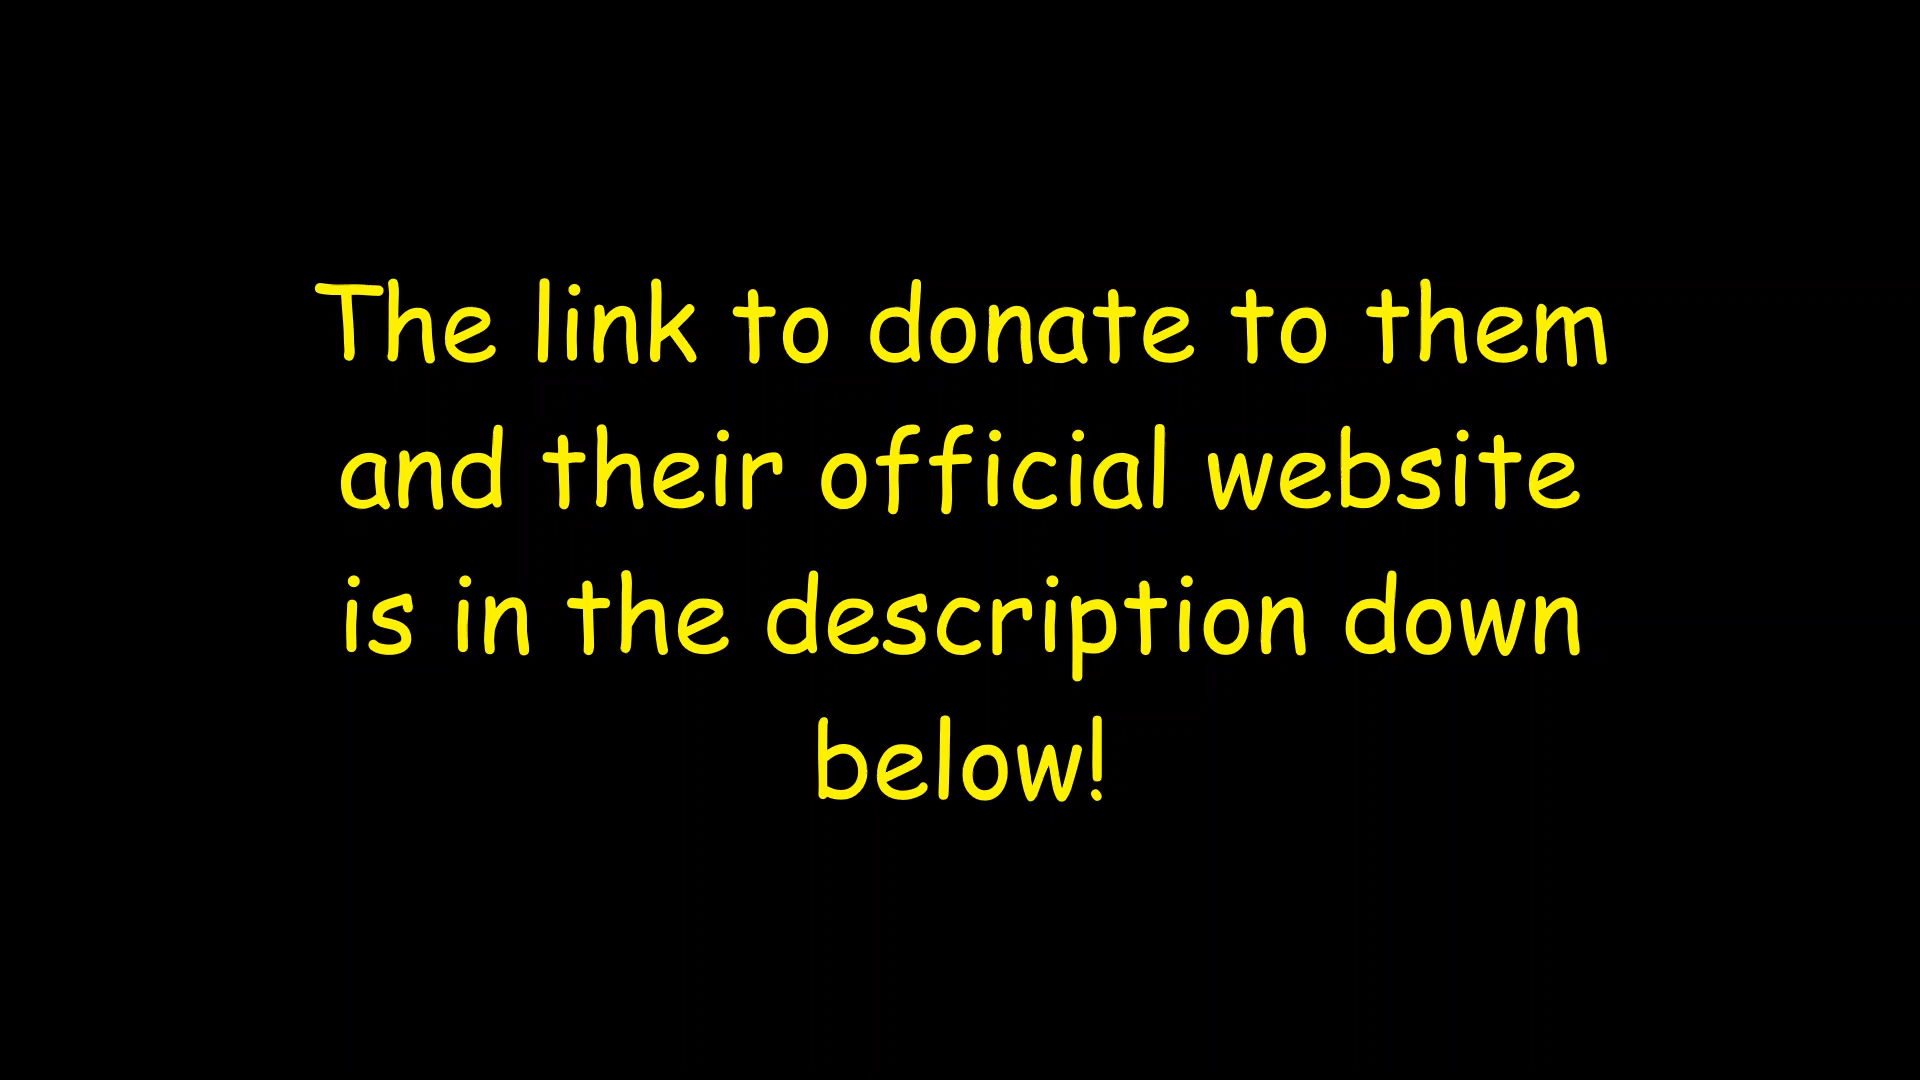 The link to donate to them
and their official website
is in the description down
below!